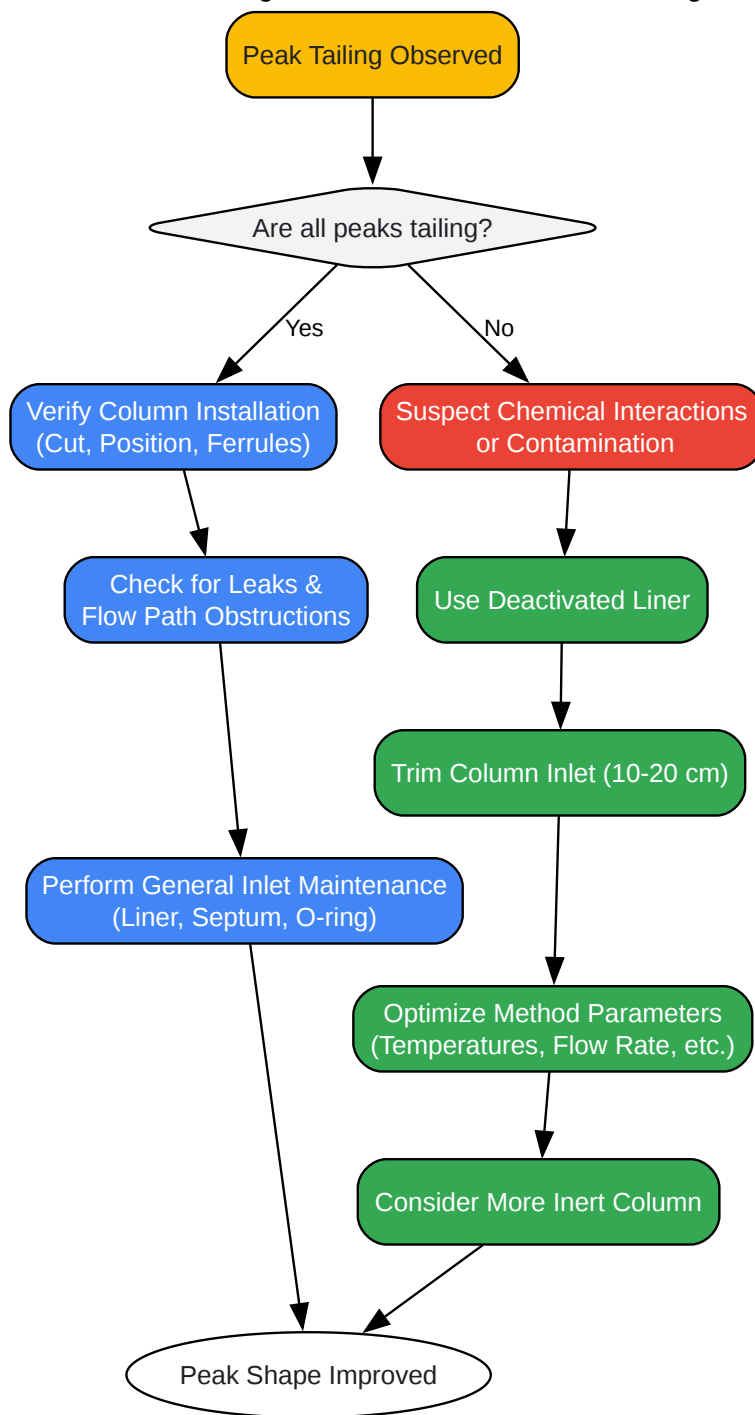 Peak Tailing Observed
Are all peaks tailing?
Yes
No
Verify Column Installation
(Cut, Position, Ferrules)
Suspect Chemical Interactions
or Contamination
Check for Leaks &
Flow Path Obstructions
Use Deactivated Liner
Trim Column Inlet (10-20 cm)
Perform General Inlet Maintenance
(Liner, Septum, O-ring)
Optimize Method Parameters
(Temperatures, Flow Rate, etc.)
Consider More Inert Column
Peak Shape Improved